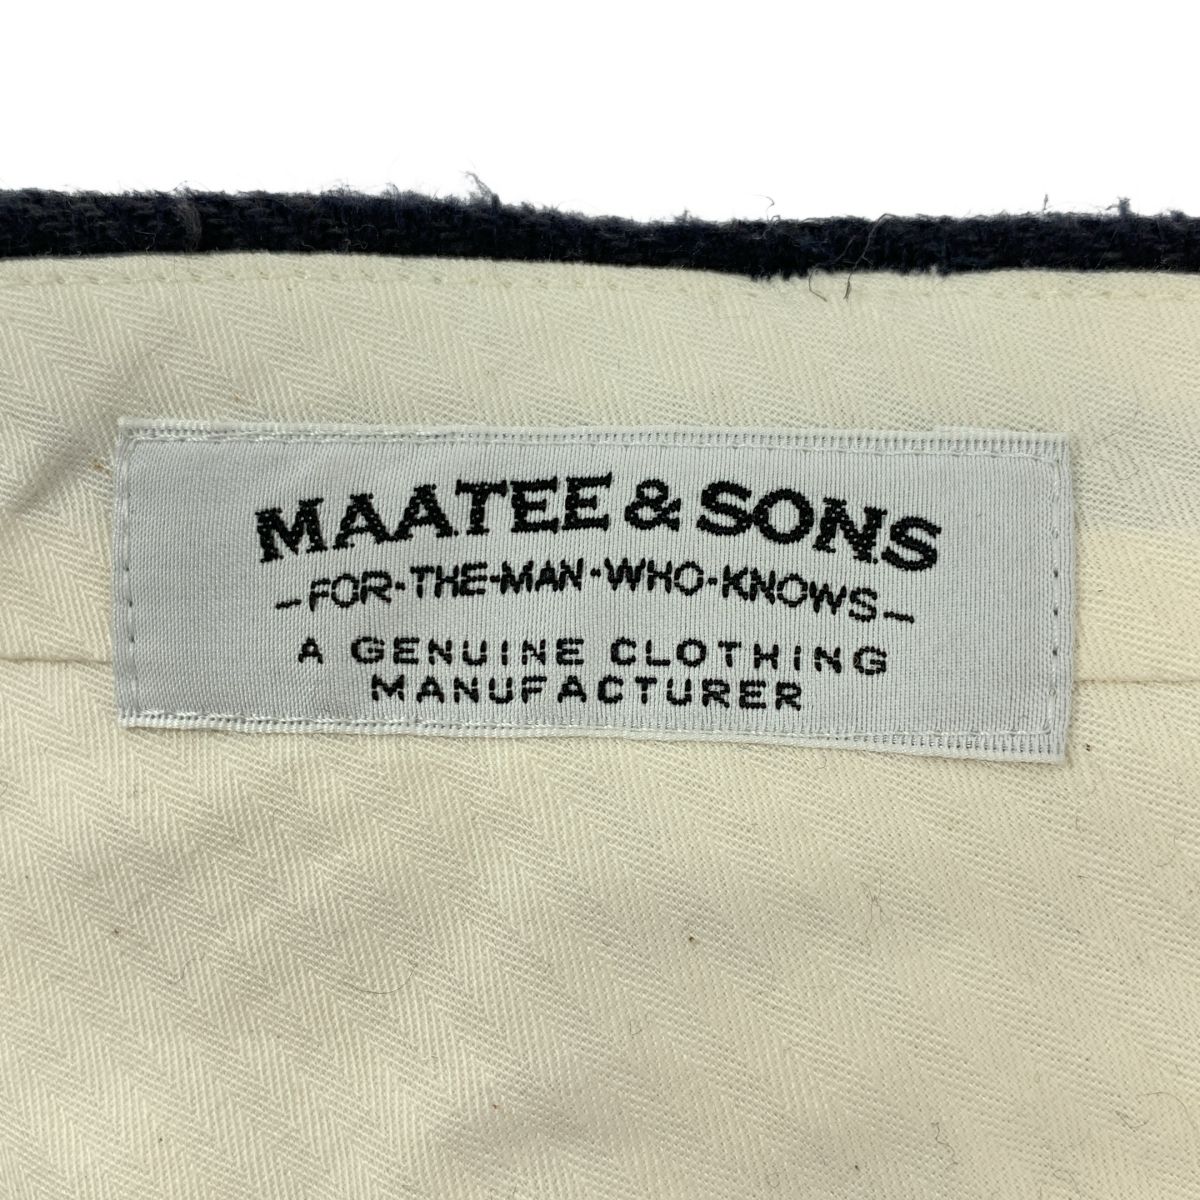 MAATEE & SONS
-FOR-THE-MAN-WHO-KNOWS-
A GENUINE CLOTHING
MANUFACTURER